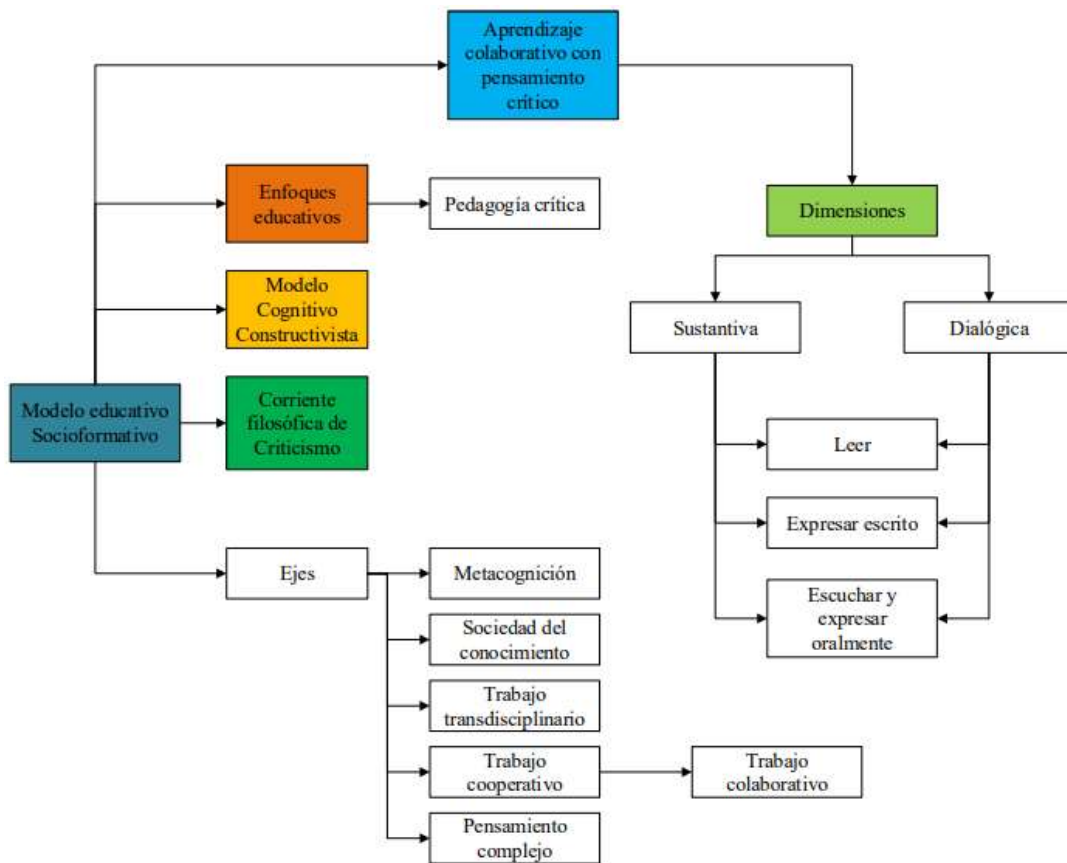 Aprendizaje
colaborativo con
pensamiento
crítico
Enfoques
educativos
Pedagogía crítica
Dimensiones
Modelo
Cognitivo
Constructivista
Sustantiva
Dialógica
Modelo educativo
Socioformativo
Corriente
filosófica de
Criticismo
Leer
Expresar escrito
Escuchar y
expresar
oralmente
Ejes
Metacognición
Sociedad del
conocimiento
Trabajo
transdisciplinario
Trabajo
cooperativo
Trabajo
colaborativo
Pensamiento
complejo